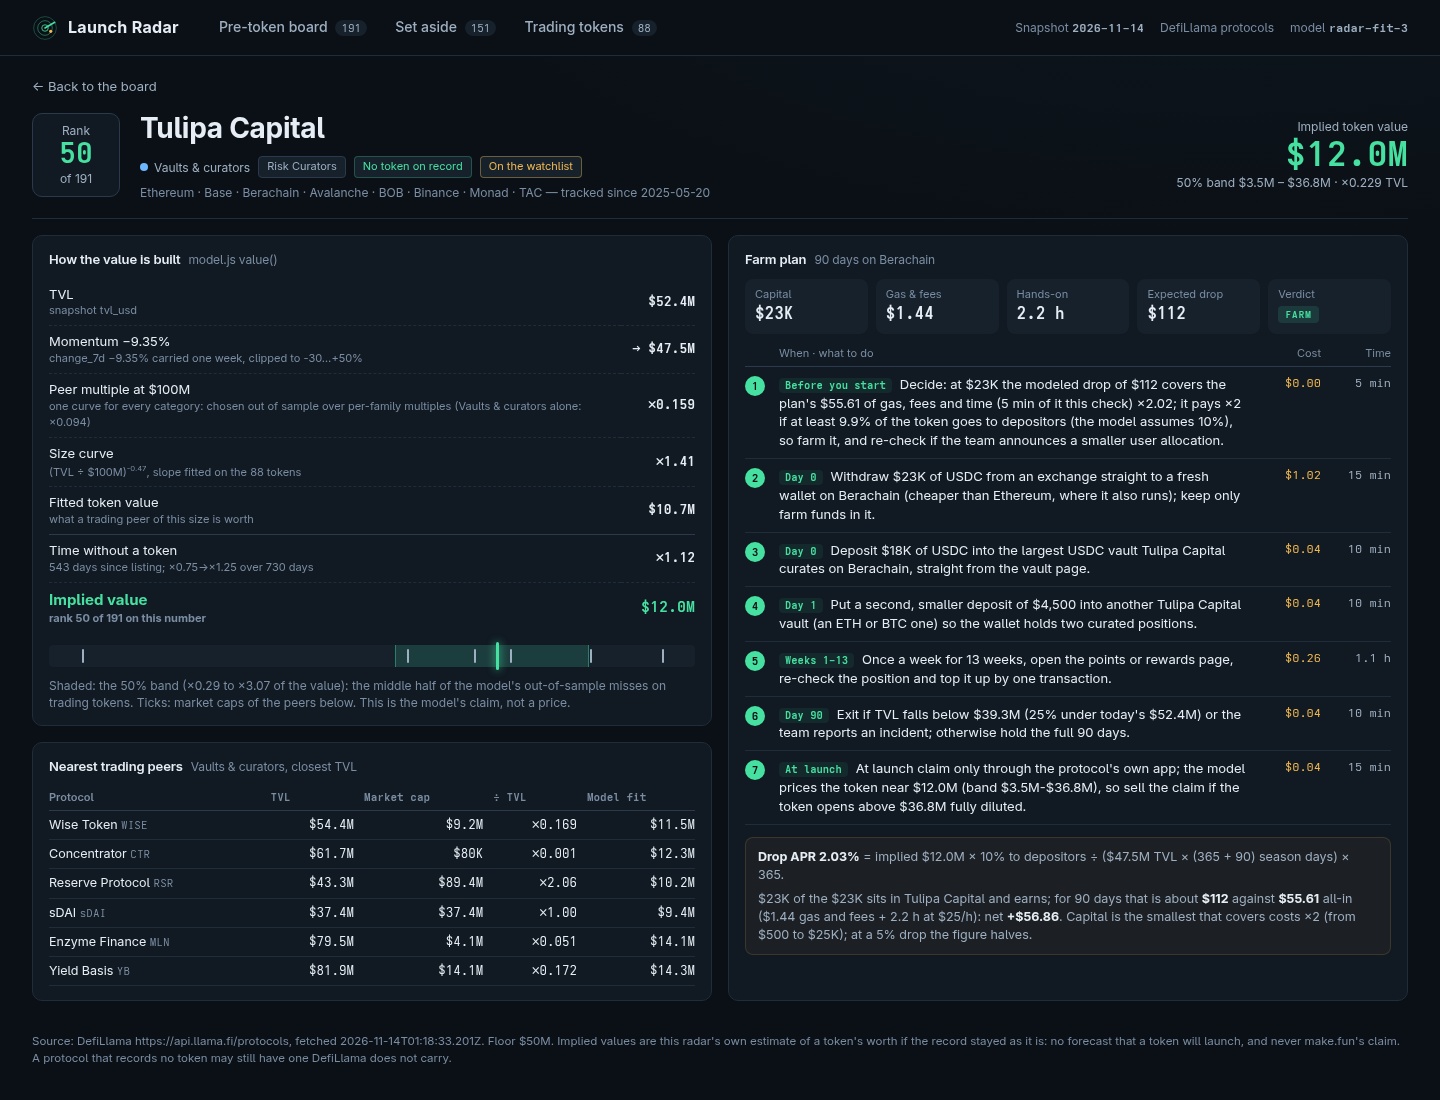 Launch Radar
Pre-token board 191
Set aside 151
Trading tokens 88
Snapshot 2026-11-14 DefiLlama protocols model radar-fit-3
← Back to the board
Rank
50
of 191
Tulipa Capital
Vaults & curators Risk Curators No token on record On the watchlist
Ethereum · Base · Berachain · Avalanche · BOB · Binance · Monad · TAC — tracked since 2025-05-20
Implied token value
$12.0M
50% band $3.5M – $36.8M · ×0.229 TVL
How the value is built model.js value()
TVL
snapshot tvl_usd
$52.4M
Momentum −9.35%
change_7d −9.35% carried one week, clipped to -30…+50%
→ $47.5M
Peer multiple at $100M
one curve for every category: chosen out of sample over per-family multiples (Vaults & curators alone:
×0.094)
×0.159
Size curve
(TVL ÷ $100M)-0.47, slope fitted on the 88 tokens
×1.41
Fitted token value
what a trading peer of this size is worth
$10.7M
Time without a token
543 days since listing; ×0.75→×1.25 over 730 days
×1.12
Implied value
rank 50 of 191 on this number
$12.0M
Shaded: the 50% band (×0.29 to ×3.07 of the value): the middle half of the model's out-of-sample misses on
trading tokens. Ticks: market caps of the peers below. This is the model's claim, not a price.
Nearest trading peers Vaults & curators, closest TVL
Protocol TVL Market cap ÷ TVL Model fit
Wise Token WISE $54.4M $9.2M ×0.169 $11.5M
Concentrator CTR $61.7M $80K ×0.001 $12.3M
Reserve Protocol RSR $43.3M $89.4M ×2.06 $10.2M
sDAI sDAI $37.4M $37.4M ×1.00 $9.4M
Enzyme Finance MLN $79.5M $4.1M ×0.051 $14.1M
Yield Basis YB $81.9M $14.1M ×0.172 $14.3M
Farm plan 90 days on Berachain
Capital
$23K
Gas & fees
$1.44
Hands-on
2.2 h
Expected drop
$112
Verdict
FARM
When · what to do Cost Time
1 Before you start Decide: at $23K the modeled drop of $112 covers the $0.00 5 min
plan's $55.61 of gas, fees and time (5 min of it this check) ×2.02; it pays ×2
if at least 9.9% of the token goes to depositors (the model assumes 10%),
so farm it, and re-check if the team announces a smaller user allocation.
2 Day 0 Withdraw $23K of USDC from an exchange straight to a fresh $1.02 15 min
wallet on Berachain (cheaper than Ethereum, where it also runs); keep only
farm funds in it.
3 Day 0 Deposit $18K of USDC into the largest USDC vault Tulipa Capital $0.04 10 min
curates on Berachain, straight from the vault page.
4 Day 1 Put a second, smaller deposit of $4,500 into another Tulipa Capital $0.04 10 min
vault (an ETH or BTC one) so the wallet holds two curated positions.
5 Weeks 1–13 Once a week for 13 weeks, open the points or rewards page, $0.26 1.1 h
re-check the position and top it up by one transaction.
6 Day 90 Exit if TVL falls below $39.3M (25% under today's $52.4M) or the $0.04 10 min
team reports an incident; otherwise hold the full 90 days.
7 At launch At launch claim only through the protocol's own app; the model $0.04 15 min
prices the token near $12.0M (band $3.5M-$36.8M), so sell the claim if the
token opens above $36.8M fully diluted.
Drop APR 2.03% = implied $12.0M × 10% to depositors ÷ ($47.5M TVL × (365 + 90) season days) ×
365.
$23K of the $23K sits in Tulipa Capital and earns; for 90 days that is about $112 against $55.61 all-in
($1.44 gas and fees + 2.2 h at $25/h): net +$56.86. Capital is the smallest that covers costs ×2 (from
$500 to $25K); at a 5% drop the figure halves.
Source: DefiLlama https://api.llama.fi/protocols, fetched 2026-11-14T01:18:33.201Z. Floor $50M. Implied values are this radar's own estimate of a token's worth if the record stayed as it is: no forecast that a token will launch, and never make.fun's claim.
A protocol that records no token may still have one DefiLlama does not carry.